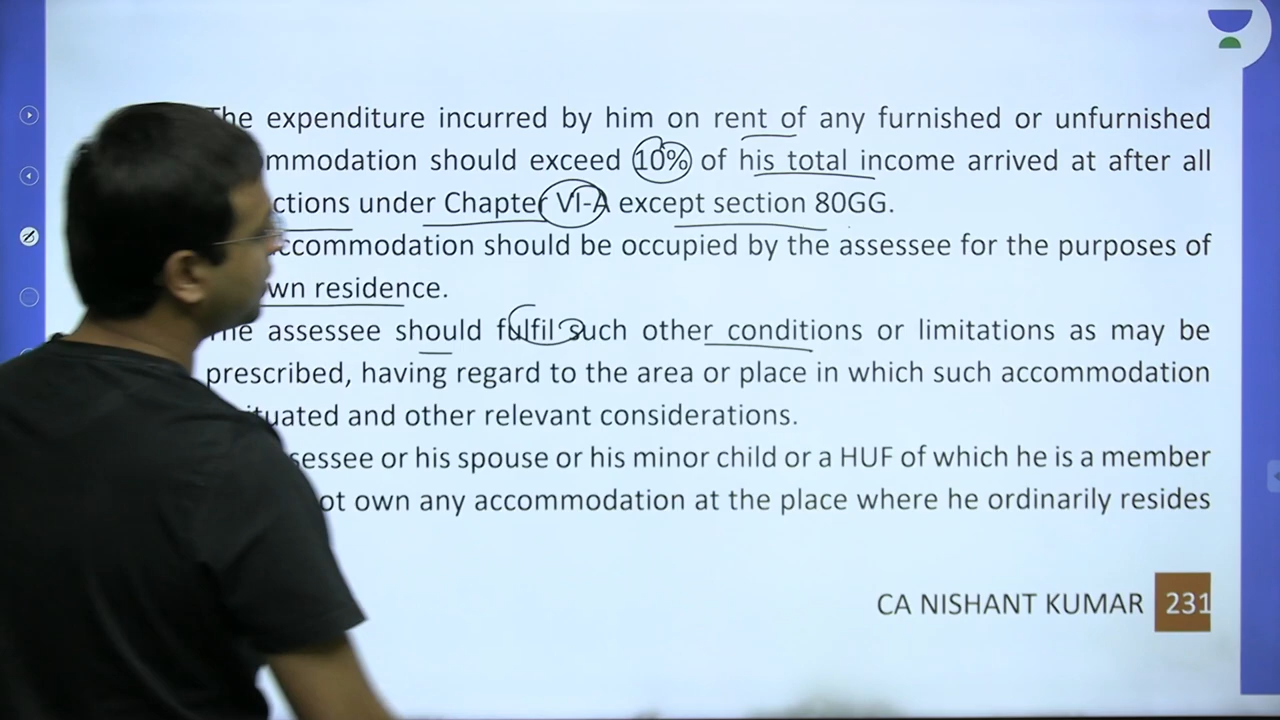 The expenditure incurred by him on rent of any furnished or unfurnished
ommodation should exceed 10% of his total income arrived at after all
ctions under Chapter VI-A except section 80GG.
ccommodation should be occupied by the assessee for the purposes of
wn residence.
The assessee should fulfil such other conditions or limitations as may be
prescribed, having regard to the area or place in which such accommodation
ituated and other relevant considerations.
sessee or his spouse or his minor child or a HUF of which he is a member
ot own any accommodation at the place where he ordinarily resides
CA NISHANT KUMAR 231